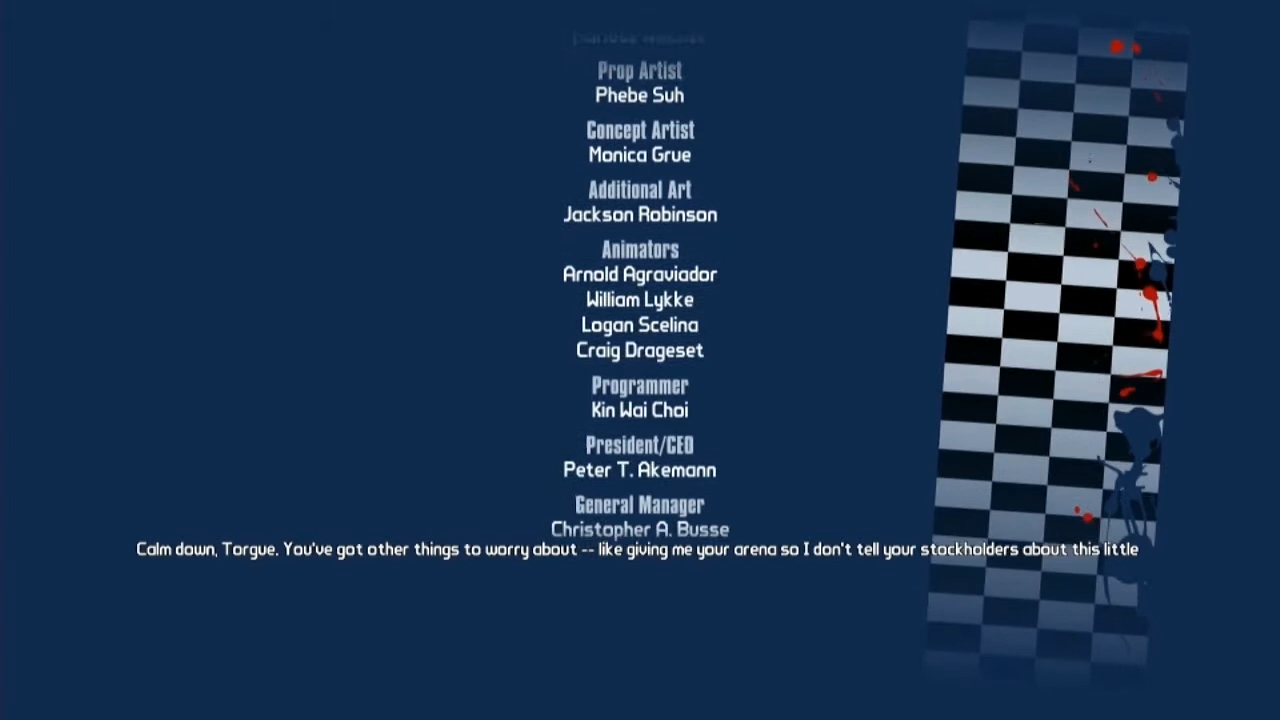 Prop Artist
Phebe Suh
Concept Artist
Monica Grue
Additional Art
Jackson Robinson
Animators
Arnold Agraviador
William Lykke
Logan Scelina
Craig Drageset
Programmer
Kin Wai Choi
President/CEO
Peter T. Akemann
General Manager
Christopher A. Busse
Calm down, Torgue. You've got other things to worry about -- like giving me your arena so I don't tell your stockholders about this little